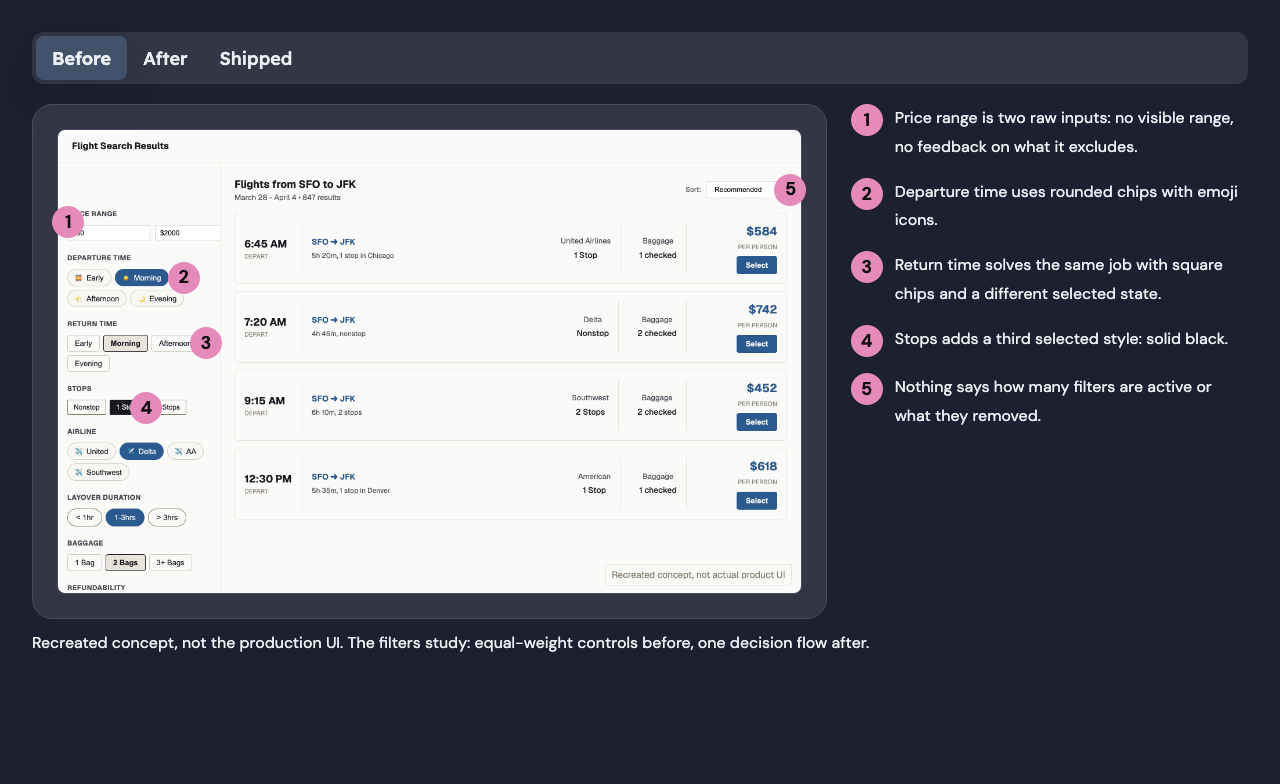 Before After Shipped
Flight Search Results
Flights from SFO to JFK
March 28 - April 4 • 847 results
Sort: Recommended
5
RANGE
1
$2000
DEPARTURE TIME
Early Morning
2
Afternoon Evening
RETURN TIME
Early Morning Afternoon
3
Evening
STOPS
Nonstop 1 Stops
4
AIRLINE
United Delta AA
Southwest
LAYOVER DURATION
< 1hr 1-3hrs > 3hrs
BAGGAGE
1 Bag 2 Bags 3+ Bags
REFUNDABILITY
6:45 AM
DEPART
SFO ➔ JFK
5h 20m, 1 stop in Chicago
United Airlines
1 Stop
Baggage
1 checked
$584
PER PERSON
Select
7:20 AM
DEPART
SFO ➔ JFK
4h 45m, nonstop
Delta
Nonstop
Baggage
2 checked
$742
PER PERSON
Select
9:15 AM
DEPART
SFO ➔ JFK
6h 10m, 2 stops
Southwest
2 Stops
Baggage
2 checked
$452
PER PERSON
Select
12:30 PM
DEPART
SFO ➔ JFK
5h 35m, 1 stop in Denver
American
1 Stop
Baggage
1 checked
$618
PER PERSON
Select
Recreated concept, not actual product UI
1 Price range is two raw inputs: no visible range,
no feedback on what it excludes.
2 Departure time uses rounded chips with emoji
icons.
3 Return time solves the same job with square
chips and a different selected state.
4 Stops adds a third selected style: solid black.
5 Nothing says how many filters are active or
what they removed.
Recreated concept, not the production UI. The filters study: equal-weight controls before, one decision flow after.